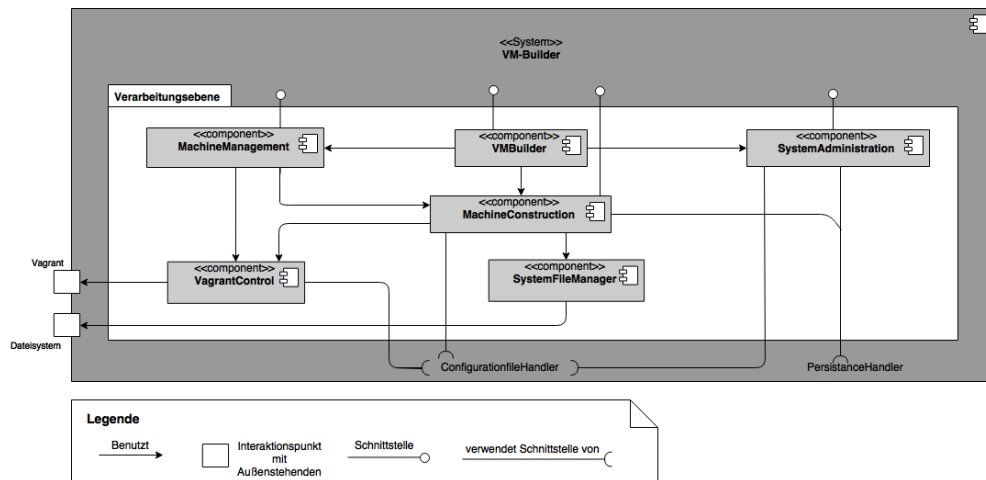 <<System>>
VM-Builder
Verarbeitungsebene
<<component>>
MachineManagement
<<component>>
VMBuilder
<<component>>
SystemAdministration
<<component>>
MachineConstruction
Vagrant
<<component>>
VagrantControl
<<component>>
SystemFileManager
Dateisystem
ConfigurationfileHandler
PersistanceHandler
Legende
Benutzt
Interaktionspunkt
mit
Außenstehenden
Schnittstelle
verwendet Schnittstelle von